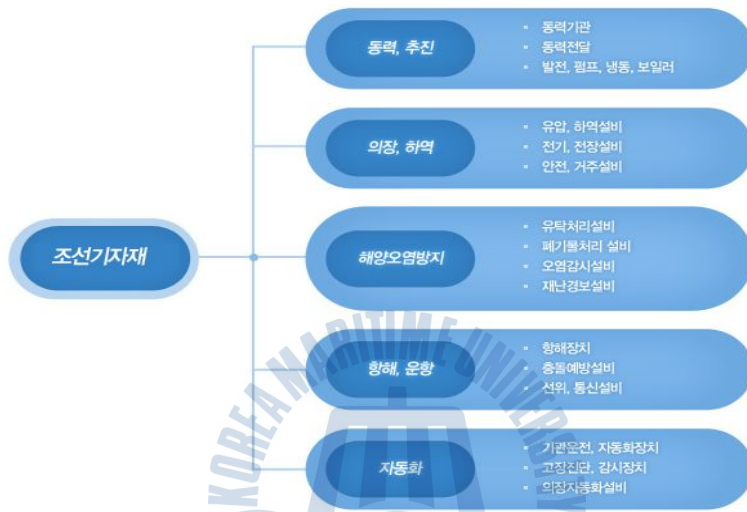 조선기자재
동력, 추진
동력기관
동력전달
발전, 펌프, 냉동, 보일러
의장, 하역
유압, 하역설비
전기, 전장설비
안전, 거주설비
해양오염방지
유탁처리설비
폐기물처리 설비
오염감시설비
재난경보설비
항해, 운항
항해장치
충돌예방설비
선위, 통신설비
자동화
기관운전, 자동화장치
고장진단, 감시장치
의장자동화설비
KOREA MARITIME UNIVERSITY